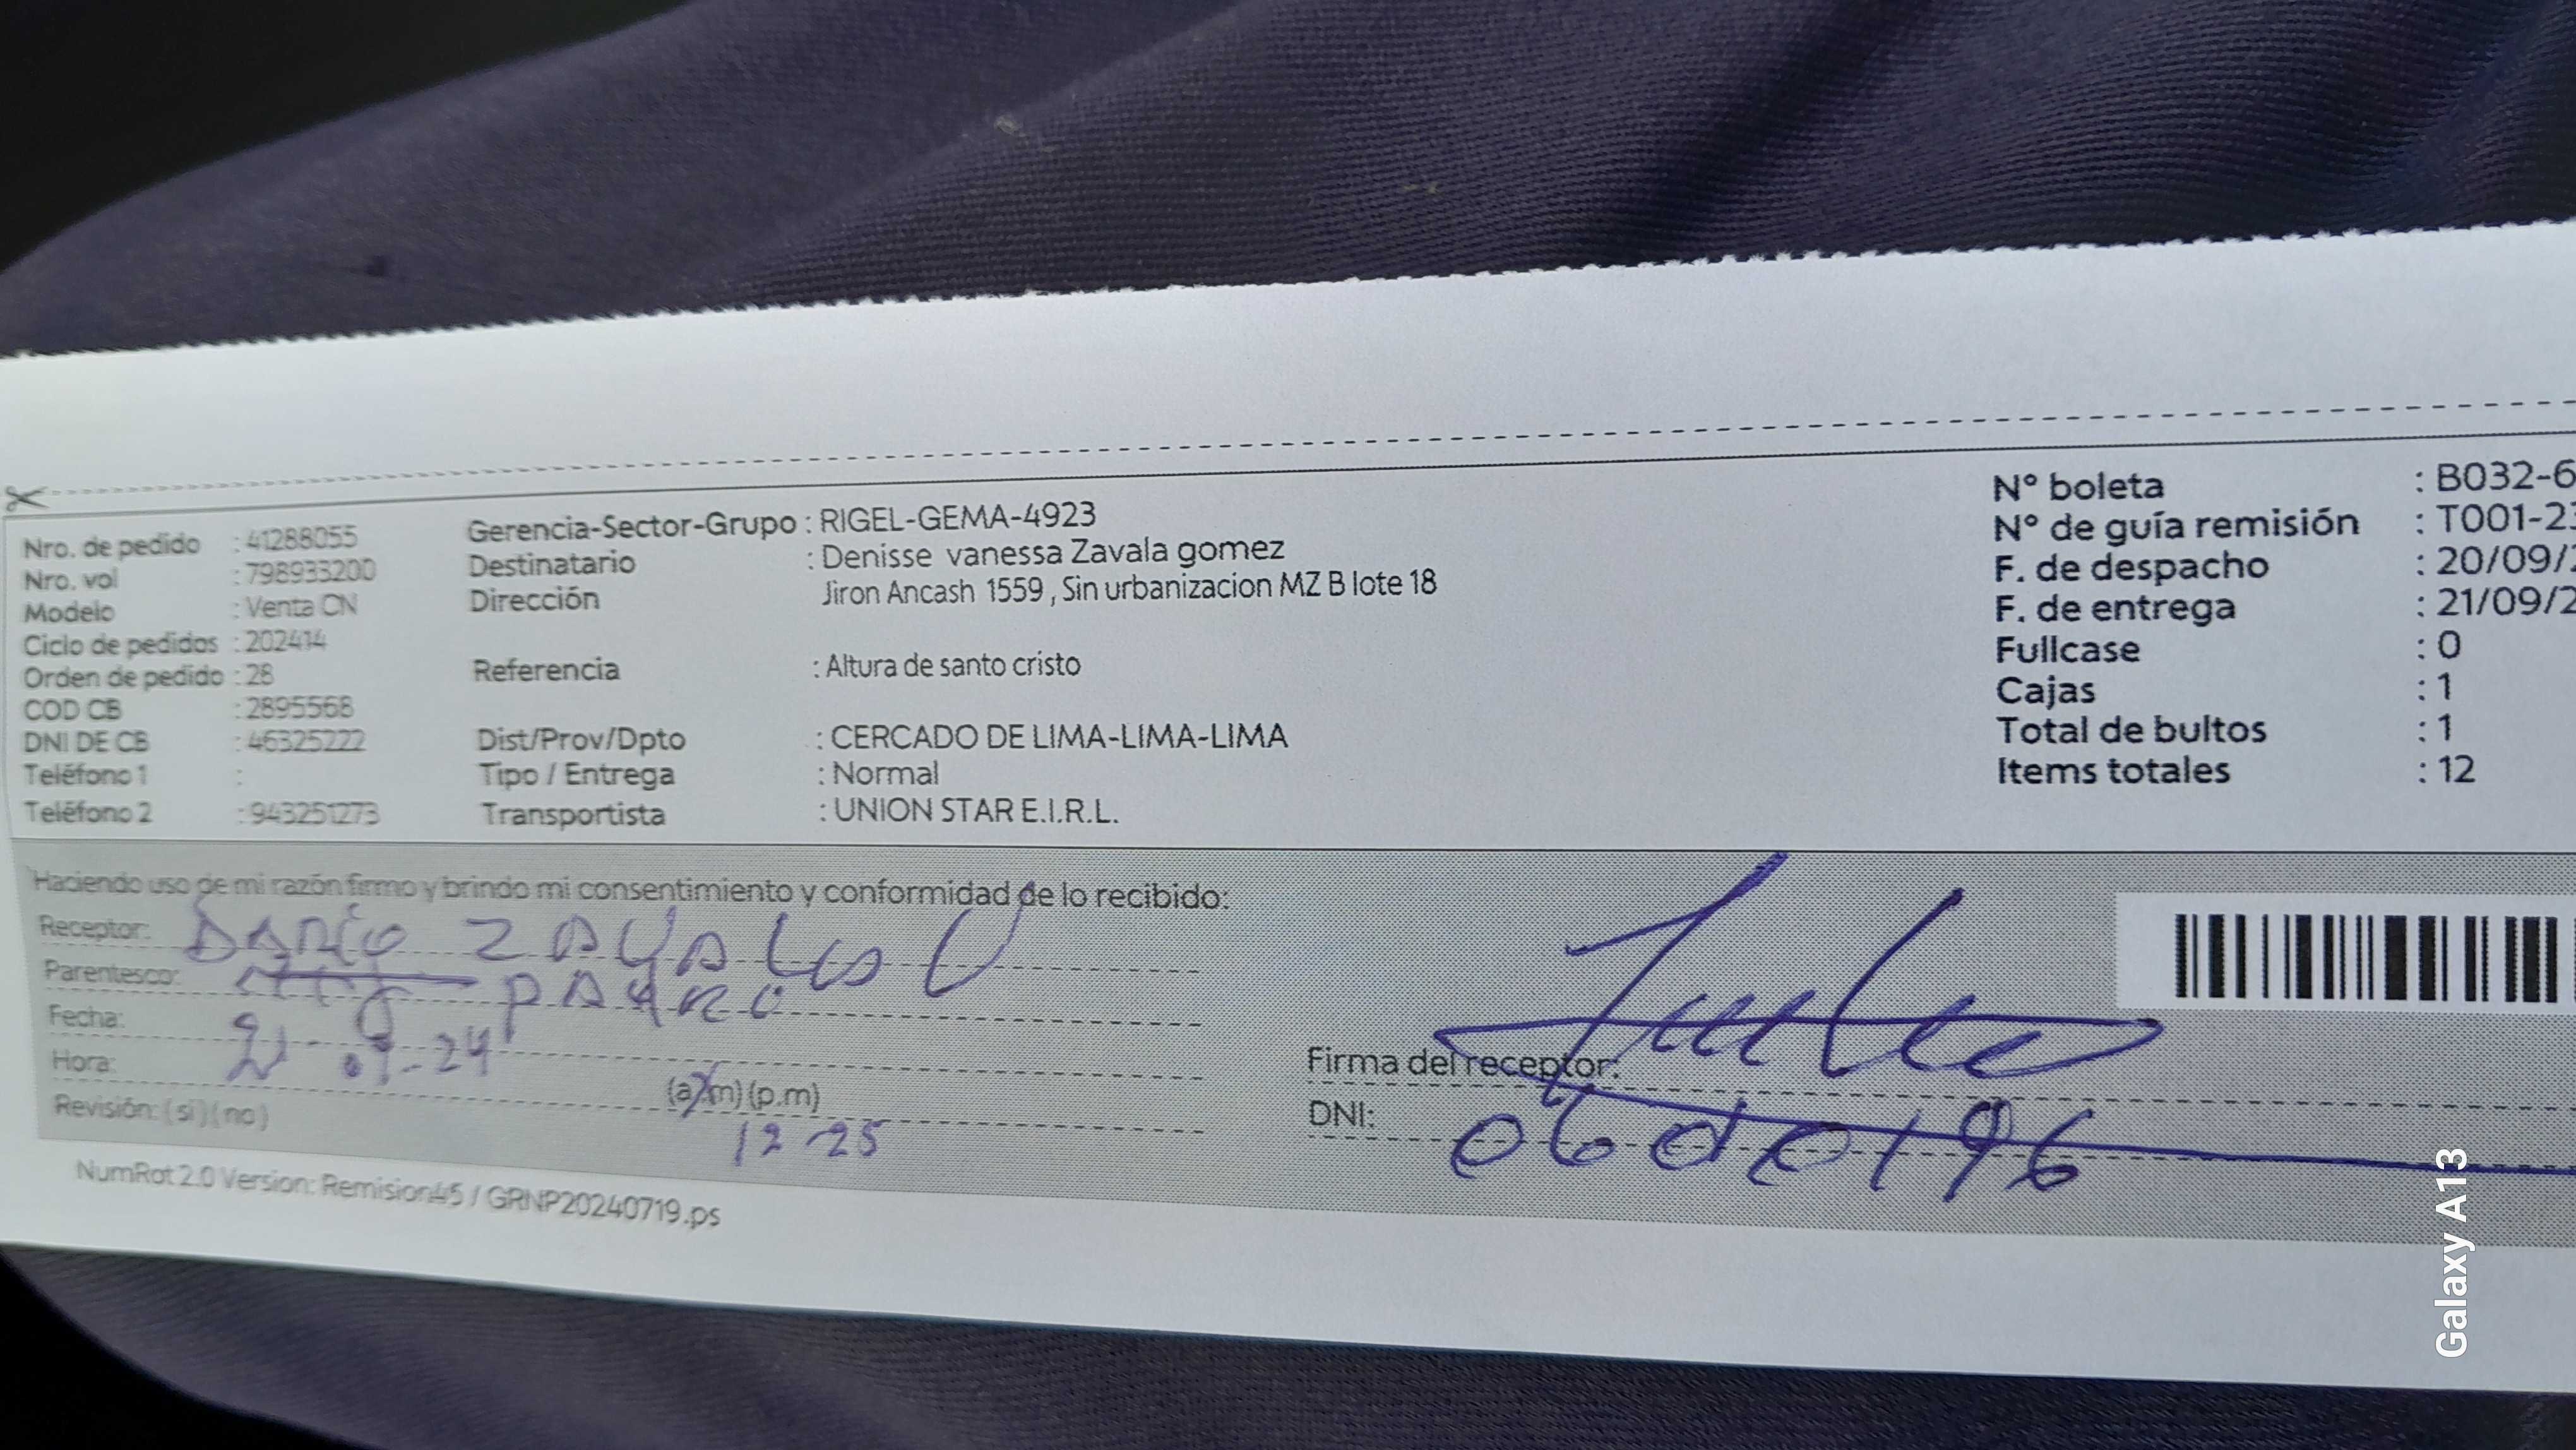 Nro. de pedido : 41288055
Nro. vol : 798933200
Modelo : Venta CN
Ciclo de pedidos : 202414
Orden de pedido : 28
COD CB : 2895568
DNI DE CB : 46325222
Teléfono 1 :
Teléfono 2 : 943251273
Gerencia-Sector-Grupo : RIGEL-GEMA-4923
Destinatario : Denisse vanessa Zavala gomez
Dirección Jiron Ancash 1559 , Sin urbanizacion MZ B lote 18
Referencia : Altura de santo cristo
Dist/Prov/Dpto : CERCADO DE LIMA-LIMA-LIMA
Tipo / Entrega : Normal
Transportista : UNION STAR E.I.R.L.
N° boleta : B032-6
N° de guía remisión : T001-23
F. de despacho : 20/09/2
F. de entrega : 21/09/2
Fullcase : 0
Cajas : 1
Total de bultos : 1
Items totales : 12
Haciendo uso de mi razón firmo y brindo mi consentimiento y conformidad de lo recibido:
Receptor: DARÍO
Parentesco:
Fecha: 21-09-24
Hora: (a.m) (p.m)
12-25
Revisión: (si) (no)
Firma del receptor:
DNI:
NumRot 2.0 Version: Remision45 / GRNP20240719.ps
Galaxy A13